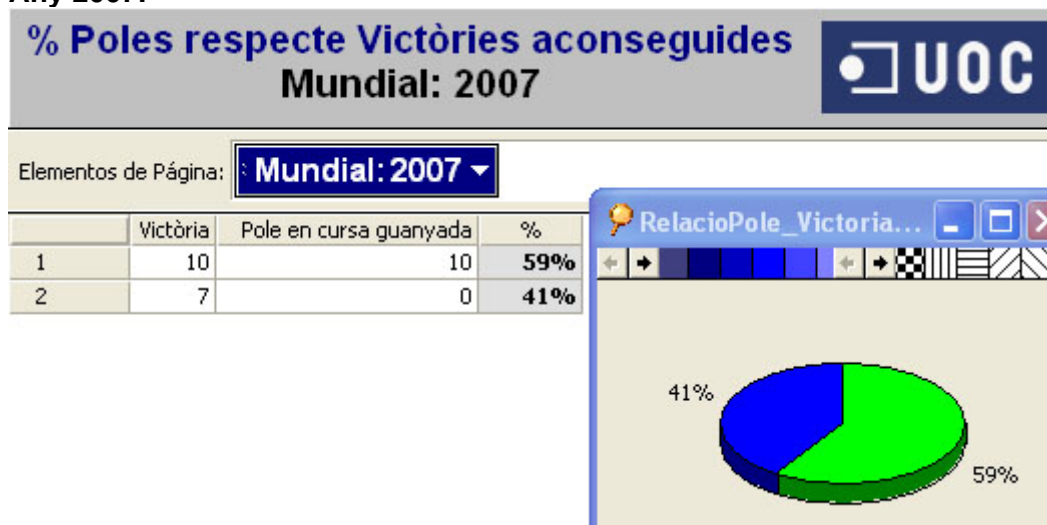 % Poles respecte Victòries aconseguides
Mundial: 2007
UOC
Elementos de Página: Mundial: 2007
Victòria Pole en cursa guanyada %
1 10 10 59%
2 7 0 41%
RelacioPole_Victoria...
41%
59%